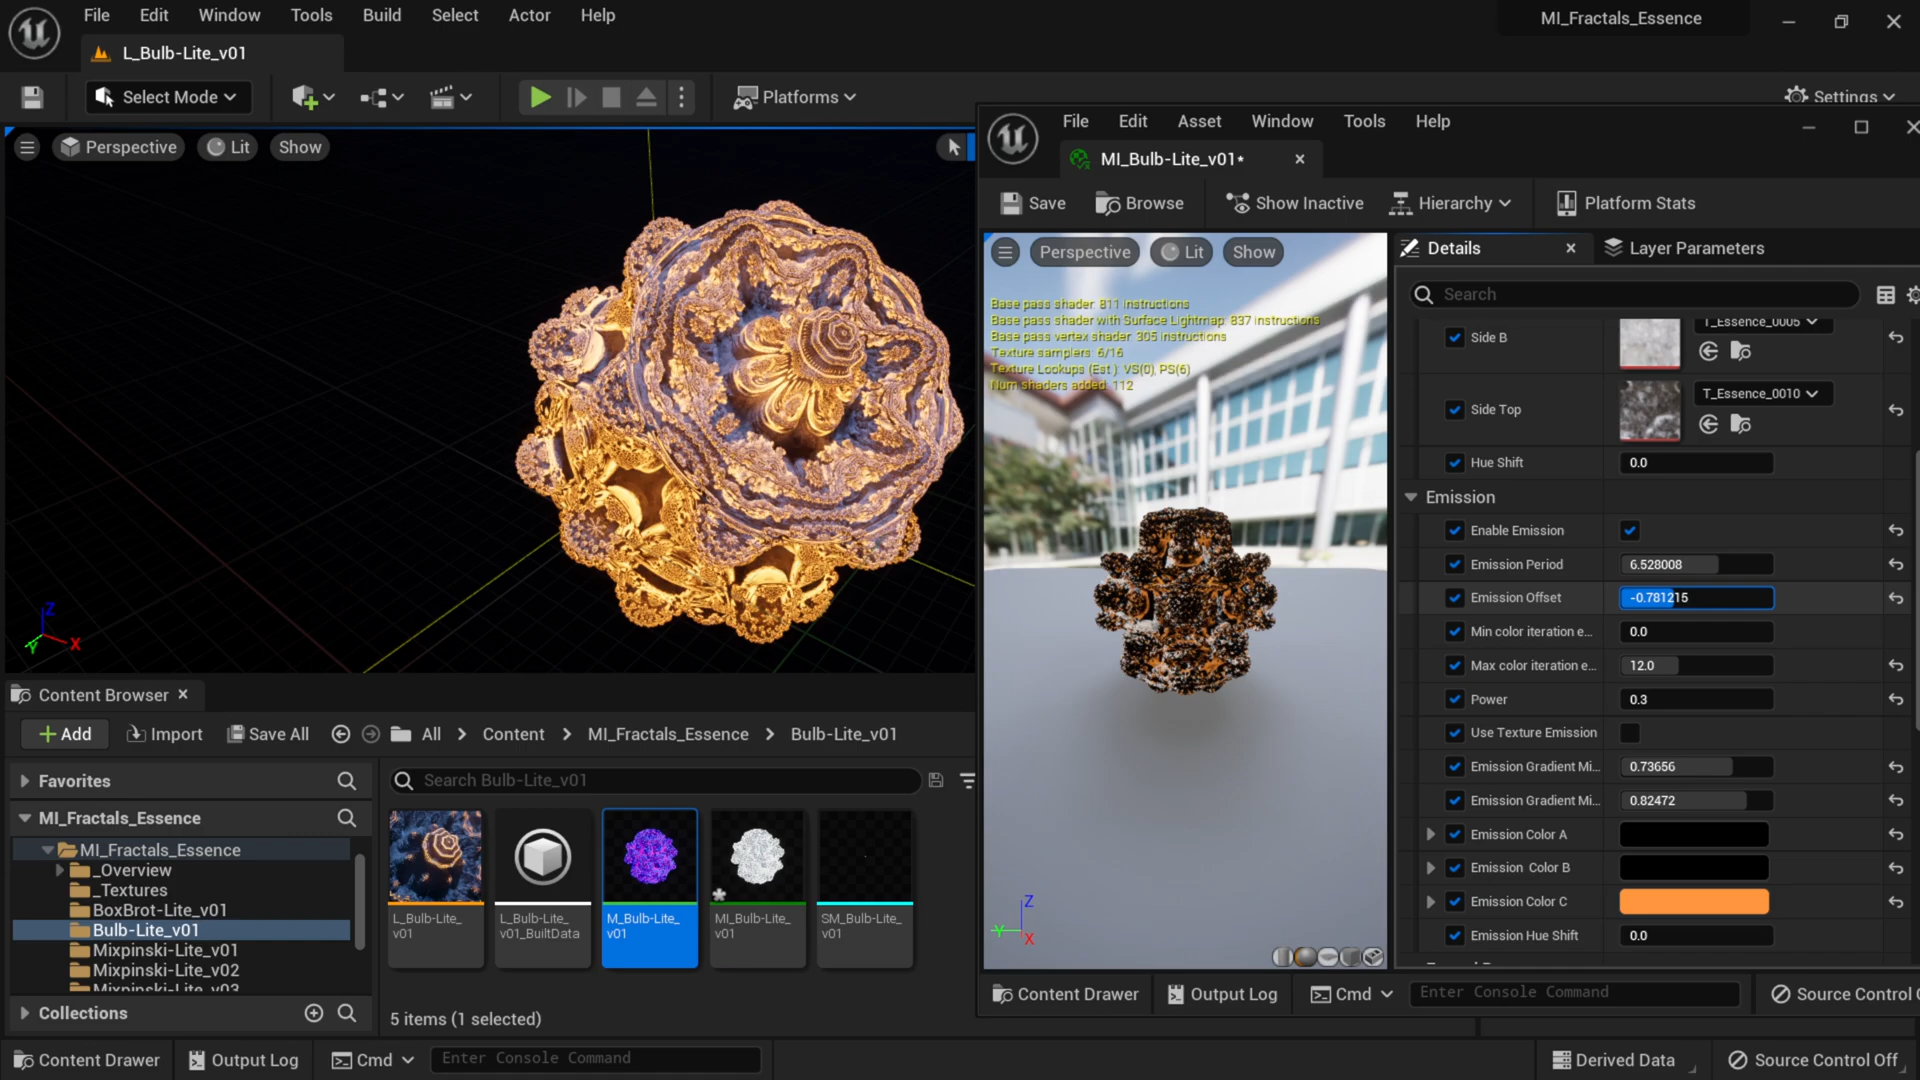 File Edit Window Tools Build Select Actor Help
MI_Fractals_Essence
L_Bulb-Lite_v01
Select Mode
Platforms
Settings
Perspective Lit Show
Z
X
Y
File Edit Asset Window Tools Help
MI_Bulb-Lite_v01*
Save Browse Show Inactive Hierarchy Platform Stats
Perspective Lit Show
Base pass shader: 811 instructions
Base pass shader with Surface Lightmap: 837 instructions
Base pass vertex shader: 305 instructions
Texture samplers: 6/16
Texture Lookups (Est.): VS(0), PS(6)
Num shaders added: 112
Z
Y
X
Details Layer Parameters
Search
Side B T_Essence_0005
Side Top T_Essence_0010
Hue Shift 0.0
Emission
Enable Emission
Emission Period 6.528008
Emission Offset -0.781215
Min color iteration e... 0.0
Max color iteration e... 12.0
Power 0.3
Use Texture Emission
Emission Gradient Mi... 0.73656
Emission Gradient Mi... 0.82472
Emission Color A
Emission Color B
Emission Color C
Emission Hue Shift 0.0
Content Drawer Output Log Cmd Enter Console Command Source Control
Content Browser
Add Import Save All All > Content > MI_Fractals_Essence > Bulb-Lite_v01
Favorites
MI_Fractals_Essence
MI_Fractals_Essence
_Overview
_Textures
BoxBrot-Lite_v01
Bulb-Lite_v01
Mixpinski-Lite_v01
Mixpinski-Lite_v02
Mixpinski-Lite_v03
Collections
Search Bulb-Lite_v01
L_Bulb-Lite_
v01
L_Bulb-Lite_
v01_BuiltData
M_Bulb-Lite_
v01
MI_Bulb-Lite_
v01
SM_Bulb-Lite_
v01
5 items (1 selected)
Content Drawer Output Log Cmd Enter Console Command Derived Data Source Control Off